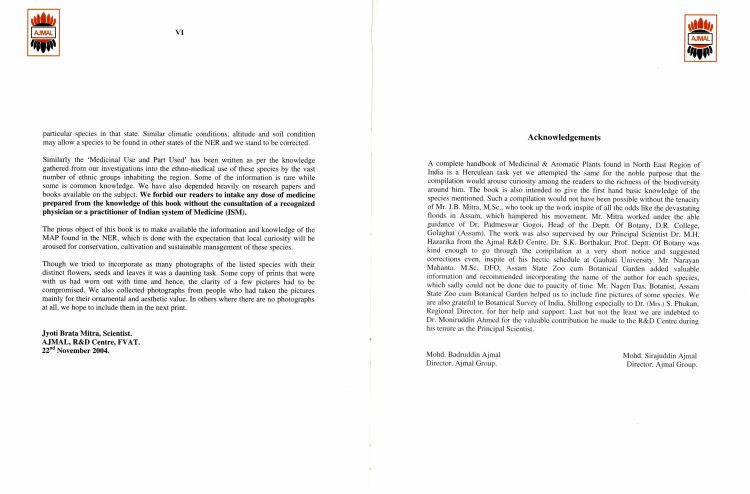 AJMAL
VI
particular species in that state. Similar climatic conditions, altitude and soil condition
may allow a species to be found in other states of the NER and we stand to be corrected.
Similarly the ‘Medicinal Use and Part Used’ has been written as per the knowledge
gathered from our investigations into the ethno-medical use of these species by the vast
number of ethnic groups inhabiting the region. Some of the information is rare while
some is common knowledge. We have also depended heavily on research papers and
books available on the subject. We forbid our readers to intake any dose of medicine
prepared from the knowledge of this book without the consultation of a recognized
physician or a practitioner of Indian system of Medicine (ISM).
The pious object of this book is to make available the information and knowledge of the
MAP found in the NER, which is done with the expectation that local curiosity will be
aroused for conservation, cultivation and sustainable management of these species.
Though we tried to incorporate as many photographs of the listed species with their
distinct flowers, seeds and leaves it was a daunting task. Some copy of prints that were
with us had worn out with time and hence, the clarity of a few pictures had to be
compromised. We also collected photographs from people who had taken the pictures
mainly for their ornamental and aesthetic value. In others where there are no photographs
at all, we hope to include them in the next print.
Jyoti Brata Mitra, Scientist.
AJMAL, R&D Centre, FVAT.
22nd November 2004.
AJMAL
Acknowledgements
A complete handbook of Medicinal & Aromatic Plants found in North East Region of
India is a Herculean task yet we attempted the same for the noble purpose that the
compilation would arouse curiosity among the readers to the richness of the biodiversity
around him. The book is also intended to give the first hand basic knowledge of the
species mentioned. Such a compilation would not have been possible without the tenacity
of Mr. J.B. Mitra, M.Sc., who took up the work inspite of all the odds like the devastating
floods in Assam, which hampered his movement. Mr. Mitra worked under the able
guidance of Dr. Padmeswar Gogoi, Head of the Deptt. Of Botany, D.R. College,
Golaghat (Assam). The work was also supervised by our Principal Scientist Dr. M.H.
Hazarika from the Ajmal R&D Centre. Dr. S.K. Borthakur, Prof. Deptt. Of Botany was
kind enough to go through the compilation at a very short notice and suggested
corrections even, inspite of his hectic schedule at Gauhati University. Mr. Narayan
Mahanta. M.Sc. DFO, Assam State Zoo cum Botanical Garden added valuable
information and recommended incorporating the name of the author for each species,
which sadly could not be done due to paucity of time. Mr. Nagen Das, Botanist, Assam
State Zoo cum Botanical Garden helped us to include fine pictures of some species. We
are also grateful to Botanical Survey of India, Shillong especially to Dr. (Mrs.) S. Phukan,
Regional Director, for her help and support. Last but not the least we are indebted to
Dr. Moniruddin Ahmed for the valuable contribution he made to the R&D Centre during
his tenure as the Principal Scientist.
Mohd. Badruddin Ajmal
Director, Ajmal Group.
Mohd. Sirajuddin Ajmal
Director, Ajmal Group.